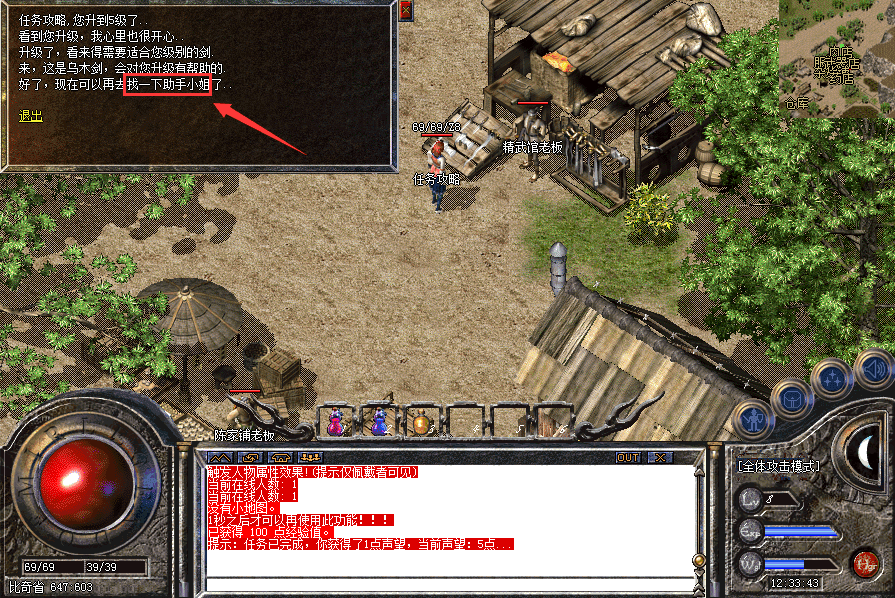 任务攻略,您升到5级了..
看到您升级，我心里也很开心..
升级了，看来得需要适合您级别的剑.
来，这是乌木剑，会对您升级有帮助的.
好了，现在可以再去找一下助手小姐了..
退出
肉店
仓库
69/69/Z8
精武馆老板
任务攻略
陈家铺老板
OUT
触发人物属性效果!(提示仅佩戴者可见)
当前在线人数：1
当前在线人数：1
没有小地图。
1秒之后才可以再使用此功能！！！
已获得 100 点经验值。
提示：任务已完成，你获得了1点声望，当前声望：5点...
[全体攻击模式]
Lv 8
Exp
69/69
39/39
比奇省 647:603
12:33:43